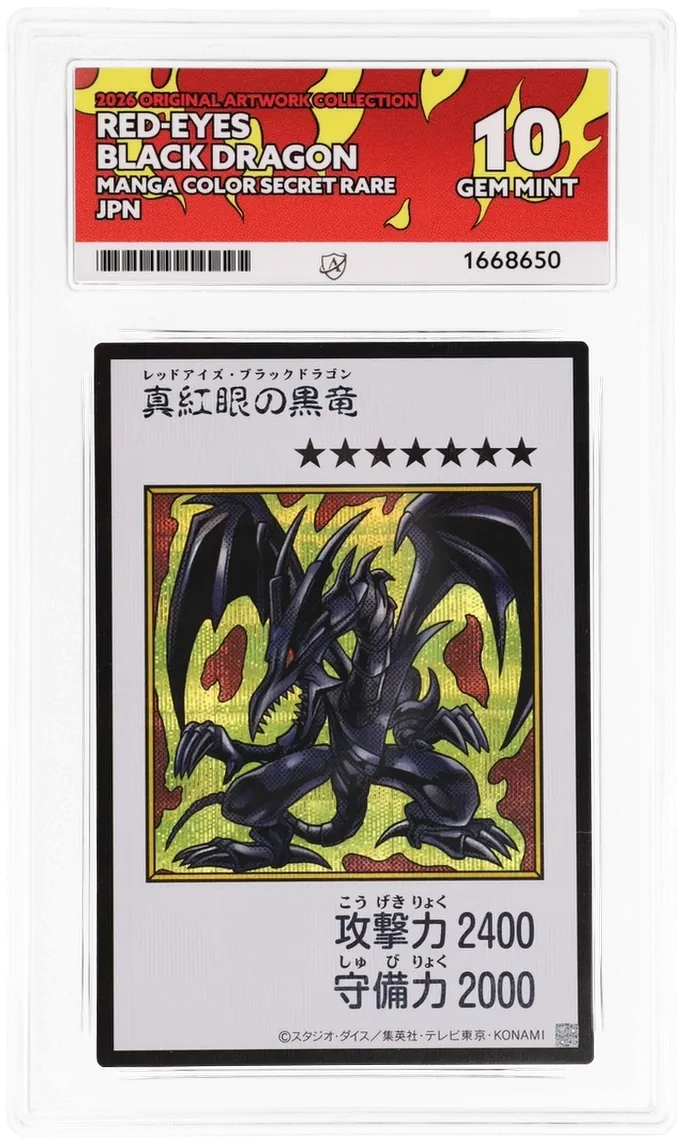 2026 ORIGINAL ARTWORK COLLECTION
RED-EYES
BLACK DRAGON
MANGA COLOR SECRET RARE
JPN
10
GEM MINT
A
1668650
レッドアイズ・ブラックドラゴン
真紅眼の黒竜
★★★★★★★
こう げき りょく
攻撃力 2400
しゅ び りょく
守備力 2000
©スタジオ・ダイス/集英社・テレビ東京・KONAMI